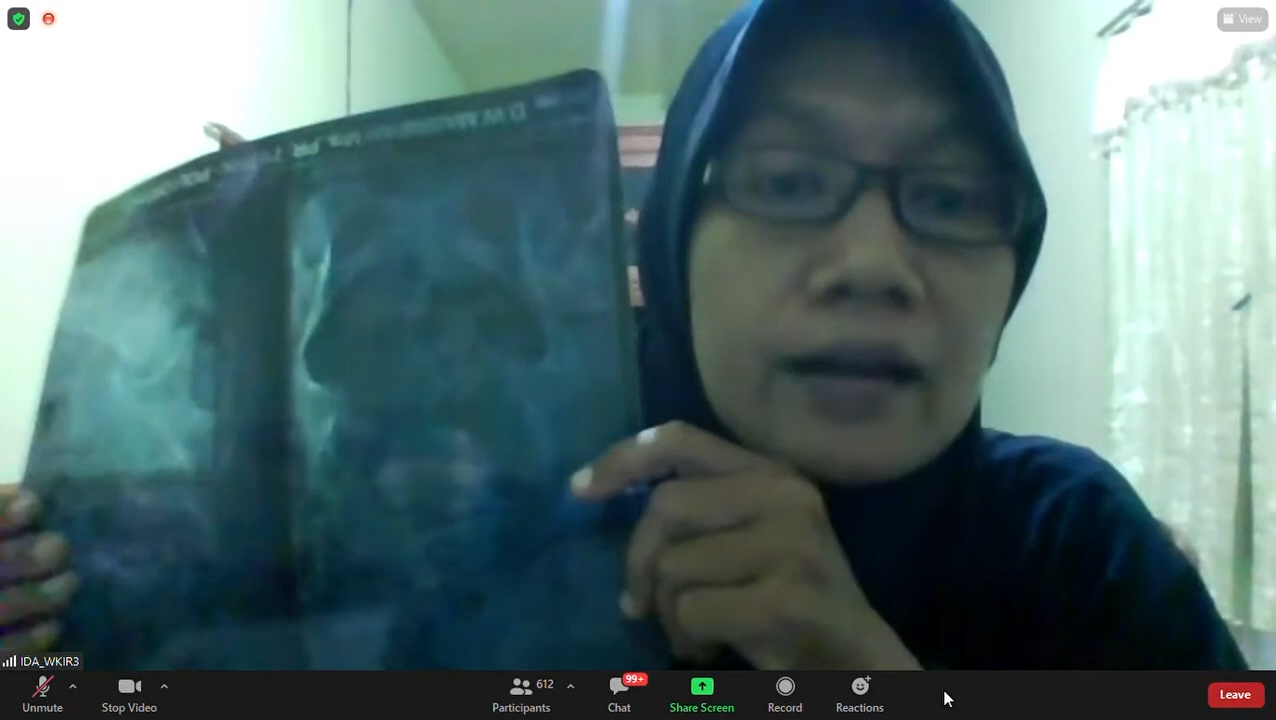 View
IDA_WKIR3
612
99+
Unmute
Stop Video
Participants
Chat
Share Screen
Record
Reactions
Leave